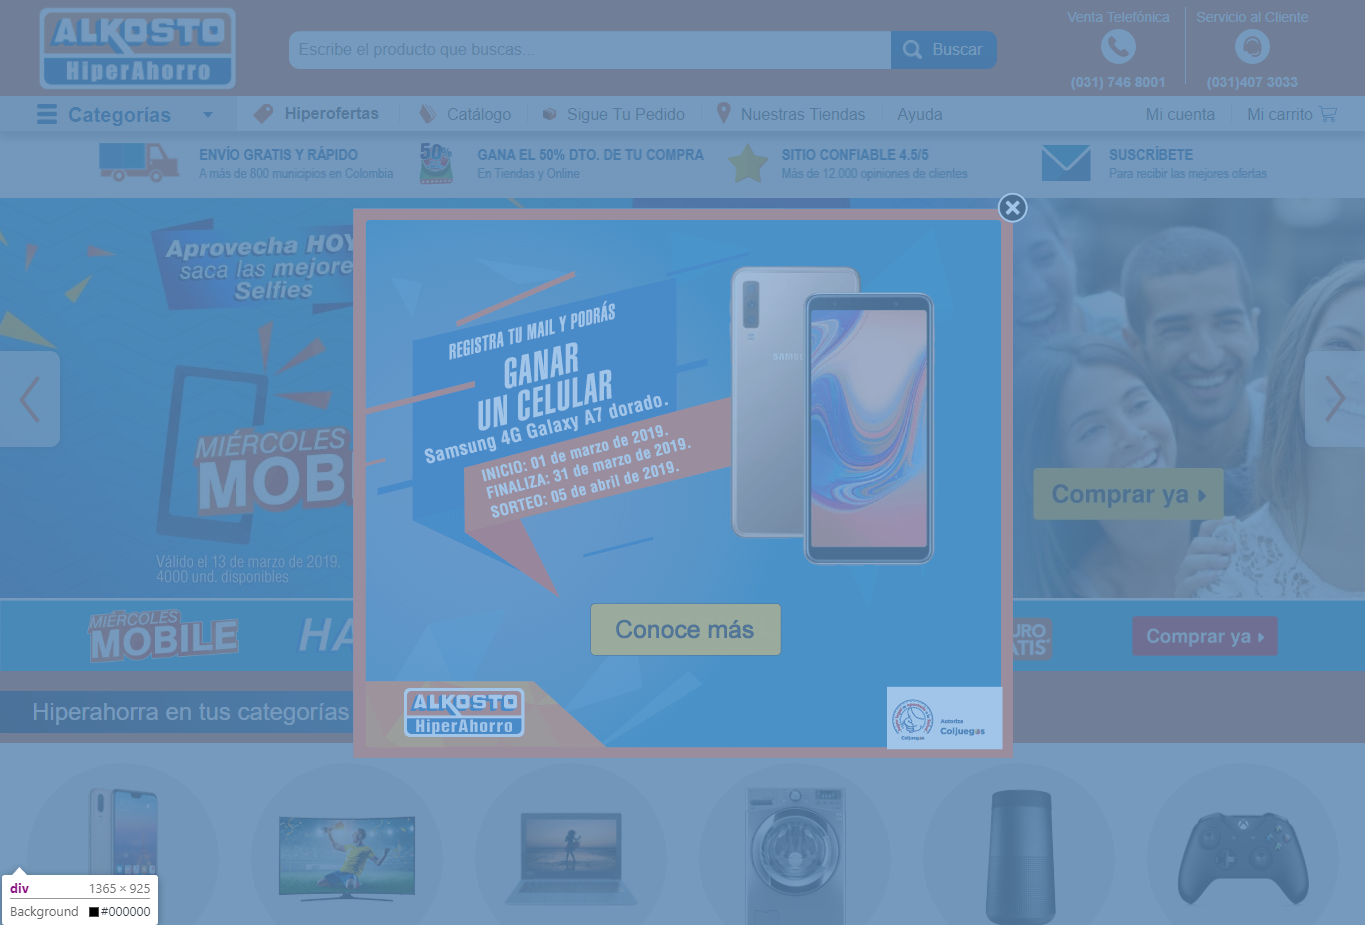 ALKOSTO
HiperAhorro
Escribe el producto que buscas...
Buscar
Venta Telefónica
(031) 746 8001
Servicio al Cliente
(031)407 3033
Categorías
Hiperofertas
Catálogo
Sigue Tu Pedido
Nuestras Tiendas
Ayuda
Mi cuenta
Mi carrito
ENVÍO GRATIS Y RÁPIDO
A más de 800 municipios en Colombia
50%
GANA EL 50% DTO. DE TU COMPRA
En Tiendas y Online
SITIO CONFIABLE 4.5/5
Más de 12.000 opiniones de clientes
SUSCRÍBETE
Para recibir las mejores ofertas
Aprovecha HOY
saca las mejore
Selfies
MIÉRCOLES
MOBI
Válido el 13 de marzo de 2019.
4000 und. disponibles
REGISTRA TU MAIL Y PODRÁS
GANAR
UN CELULAR
Samsung 4G Galaxy A7 dorado.
INICIO: 01 de marzo de 2019.
FINALIZA: 31 de marzo de 2019.
SORTEO: 05 de abril de 2019.
SAMSUNG
Conoce más
ALKOSTO
HiperAhorro
Autoriza
Coljuegos
Coljuegos
Comprar ya
MIÉRCOLES
MOBILE
HA
URO
ATIS
Comprar ya
Hiperahorra en tus categorías
div 1365 × 925
Background #000000